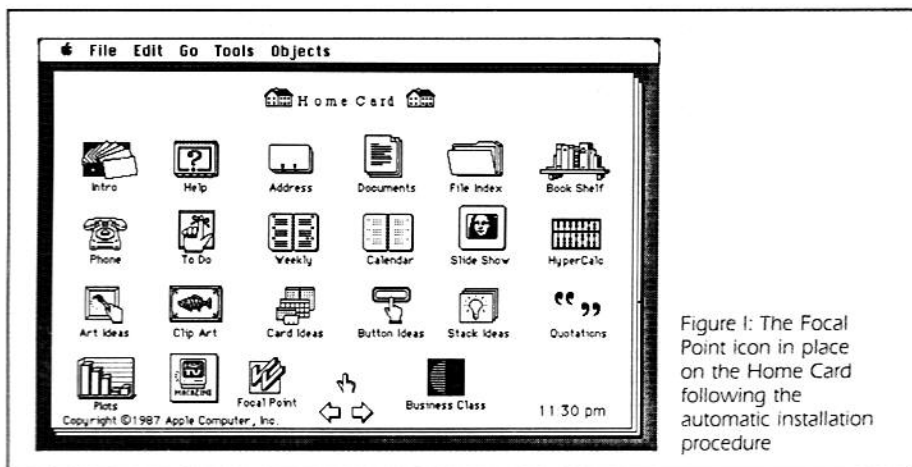 File Edit Go Tools Objects
Home Card
Intro Help Address Documents File Index Book Shelf
Phone To Do Weekly Calendar Slide Show HyperCalc
Art Ideas Clip Art Card Ideas Button Ideas Stack Ideas Quotations
Plots TV MAGAZINE Focal Point Business Class
Copyright ©1987 Apple Computer, Inc. 11:30 pm
Figure 1: The Focal
Point icon in place
on the Home Card
following the
automatic installation
procedure